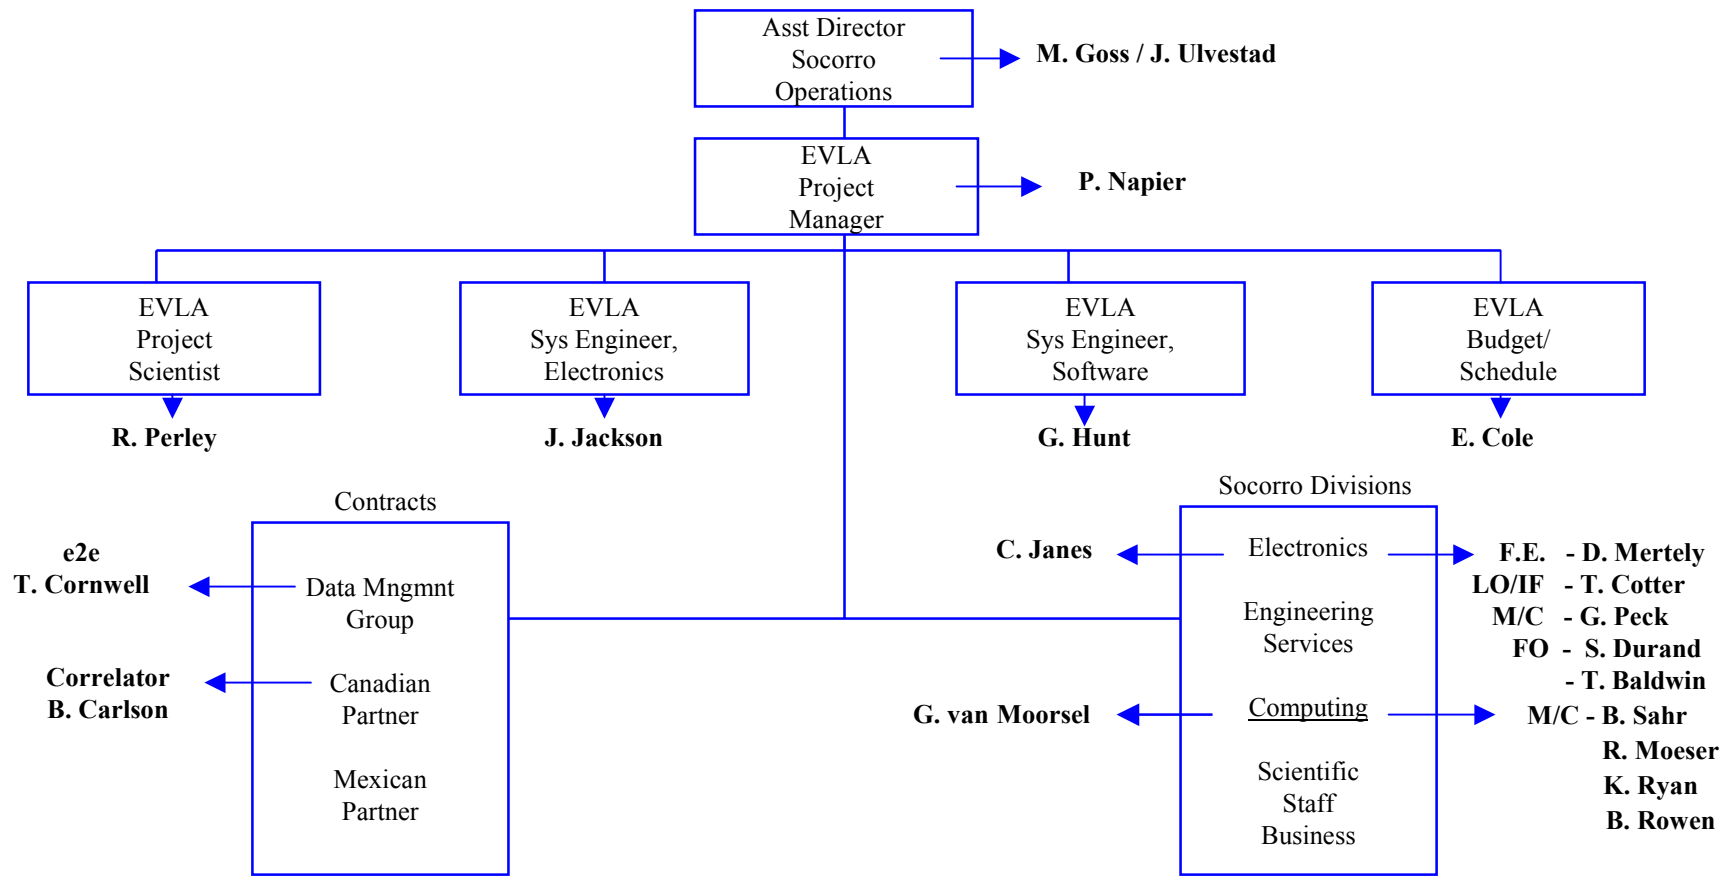 Asst Director
Socorro
Operations
M. Goss / J. Ulvestad
EVLA
Project
Manager
P. Napier
EVLA
Project
Scientist
EVLA
Sys Engineer,
Electronics
EVLA
Sys Engineer,
Software
EVLA
Budget/
Schedule
R. Perley
J. Jackson
G. Hunt
E. Cole
Contracts
e2e
T. Cornwell
Data Mngmnt
Group
Correlator
B. Carlson
Canadian
Partner
Mexican
Partner
Socorro Divisions
C. Janes
Electronics
F.E. - D. Mertely
LO/IF - T. Cotter
M/C - G. Peck
FO - S. Durand
- T. Baldwin
Engineering
Services
G. van Moorsel
Computing
M/C - B. Sahr
R. Moeser
K. Ryan
B. Rowen
Scientific
Staff
Business